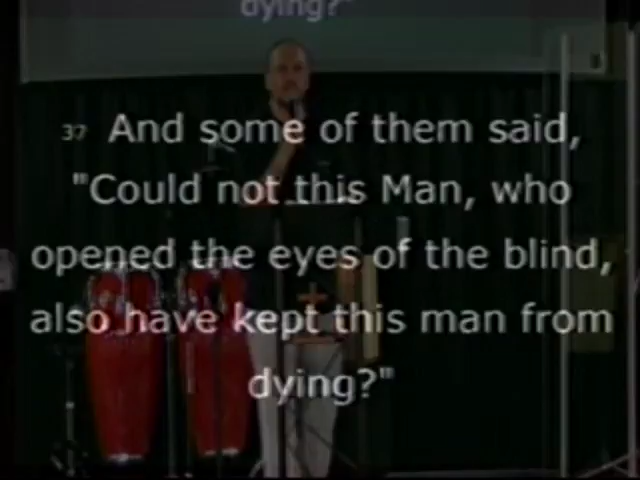 dying?"
37 And some of them said,
"Could not this Man, who
opened the eyes of the blind,
also have kept this man from
dying?"